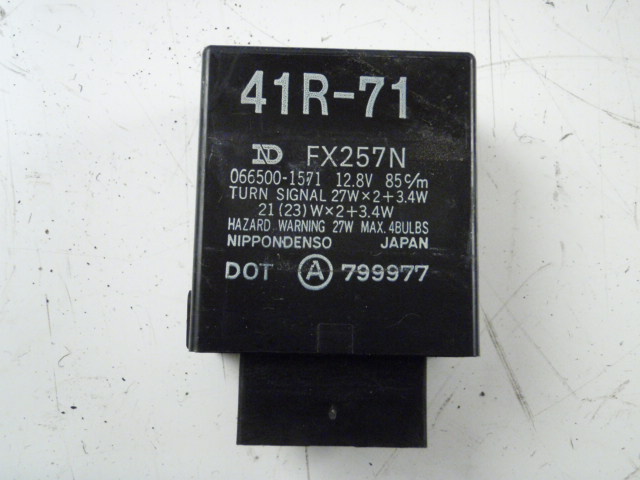 41R-71
ND FX257N
066500-1571 12.8V 85c/m
TURN SIGNAL 27W×2+3.4W
21(23)W×2+3.4W
HAZARD WARNING 27W MAX. 4BULBS
NIPPONDENSO JAPAN
DOT A 799977